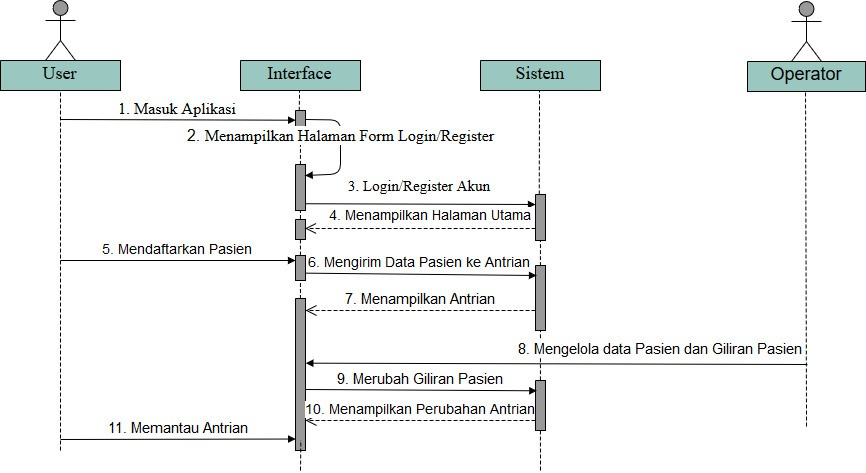 User
Interface
Sistem
Operator
1. Masuk Aplikasi
2. Menampilkan Halaman Form Login/Register
3. Login/Register Akun
4. Menampilkan Halaman Utama
5. Mendaftarkan Pasien
6. Mengirim Data Pasien ke Antrian
7. Menampilkan Antrian
8. Mengelola data Pasien dan Giliran Pasien
9. Merubah Giliran Pasien
10. Menampilkan Perubahan Antrian
11. Memantau Antrian